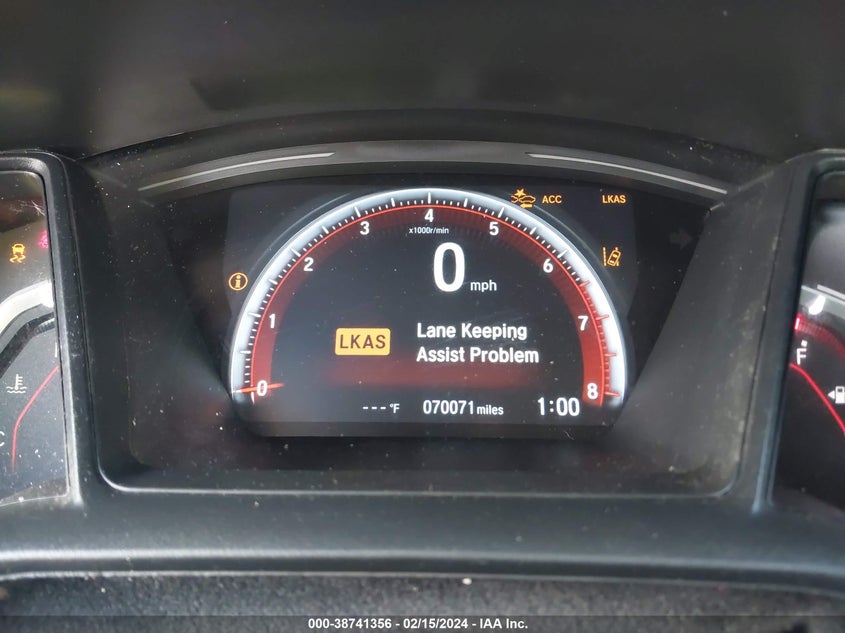 ACC
LKAS
4
3
5
x1000r/min
2
6
0 mph
1
7
LKAS
Lane Keeping
Assist Problem
0
8
---°F
070071 miles
1:00
F
C
000-38741356 - 02/15/2024 - IAA Inc.